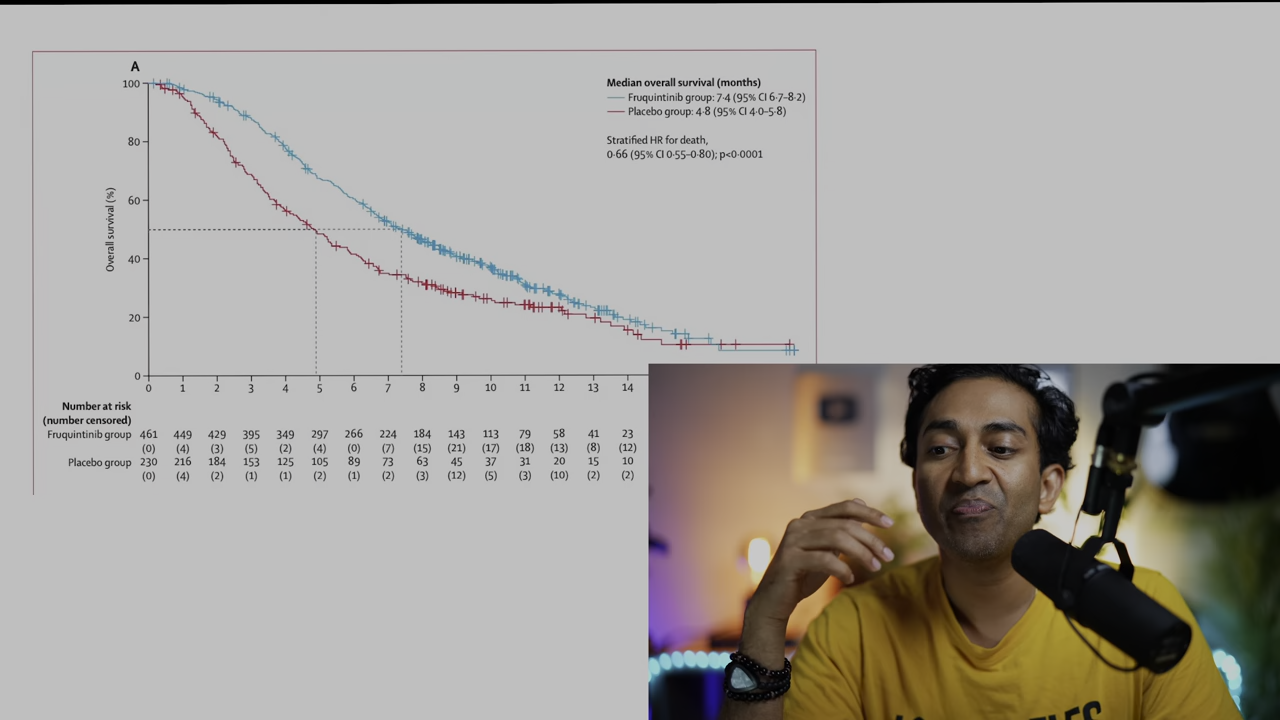 A
Median overall survival (months)
Fruquintinib group: 7·4 (95% CI 6·7–8·2)
Placebo group: 4·8 (95% CI 4·0–5·8)
Stratified HR for death,
0·66 (95% CI 0·55–0·80); p<0·0001
Overall survival (%)
100
80
60
40
20
0
0 1 2 3 4 5 6 7 8 9 10 11 12 13 14
Number at risk
(number censored)
Fruquintinib group 461 449 429 395 349 297 266 224 184 143 113 79 58 41 23
(0) (4) (3) (5) (2) (4) (0) (7) (15) (21) (17) (18) (13) (8) (12)
Placebo group 230 216 184 153 125 105 89 73 63 45 37 31 20 15 10
(0) (4) (2) (1) (1) (2) (1) (2) (3) (12) (5) (3) (10) (2) (2)